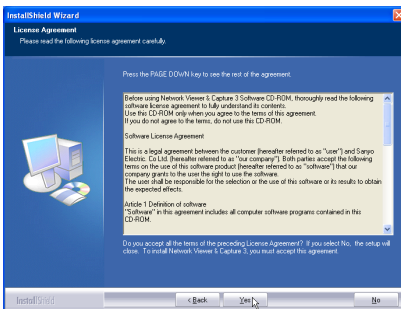 InstallShield Wizard
License Agreement
Please read the following license agreement carefully.
Press the PAGE DOWN key to see the rest of the agreement.
Before using Network Viewer & Capture 3 Software CD-ROM, thoroughly read the following
software license agreement to fully understand its contents.
Use this CD-ROM only when you agree to the terms of this agreement.
If you do not agree to the terms, do not use this CD-ROM.
Software License Agreement
This is a legal agreement between the customer (hereafter referred to as "user") and Sanyo
Electric. Co Ltd. (hereafter referred to as "our company"). Both parties accept the following
terms on the use of this software product (hereafter referred to as "software") that our
company grants to the user the right to use the software.
The user shall be responsible for the selection or the use of this software or its results to obtain
the expected effects.
Article 1 Definition of software
"Software" in this agreement includes all computer software programs contained in this
CD-ROM.
Do you accept all the terms of the preceding License Agreement? If you select No, the setup will
close. To install Network Viewer & Capture 3, you must accept this agreement.
InstallShield
< Back
Yes
No